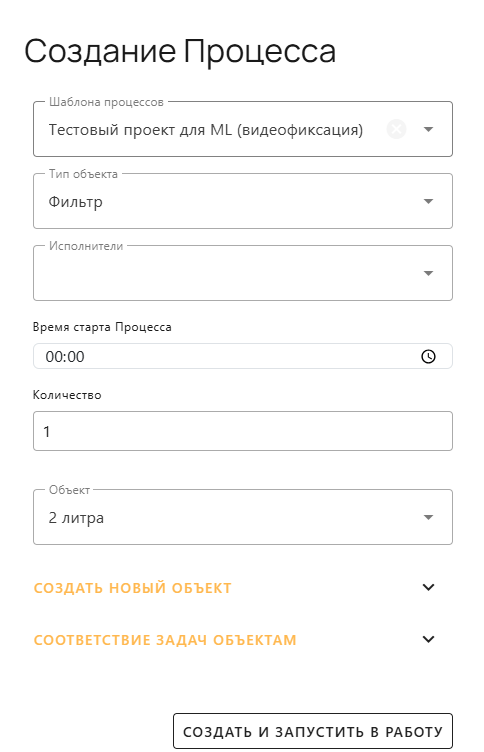 Создание Процесса
Шаблона процессов
Тестовый проект для ML (видеофиксация)
Тип объекта
Фильтр
Исполнители
Время старта Процесса
00:00
Количество
1
Объект
2 литра
СОЗДАТЬ НОВЫЙ ОБЪЕКТ
СООТВЕТСТВИЕ ЗАДАЧ ОБЪЕКТАМ
СОЗДАТЬ И ЗАПУСТИТЬ В РАБОТУ